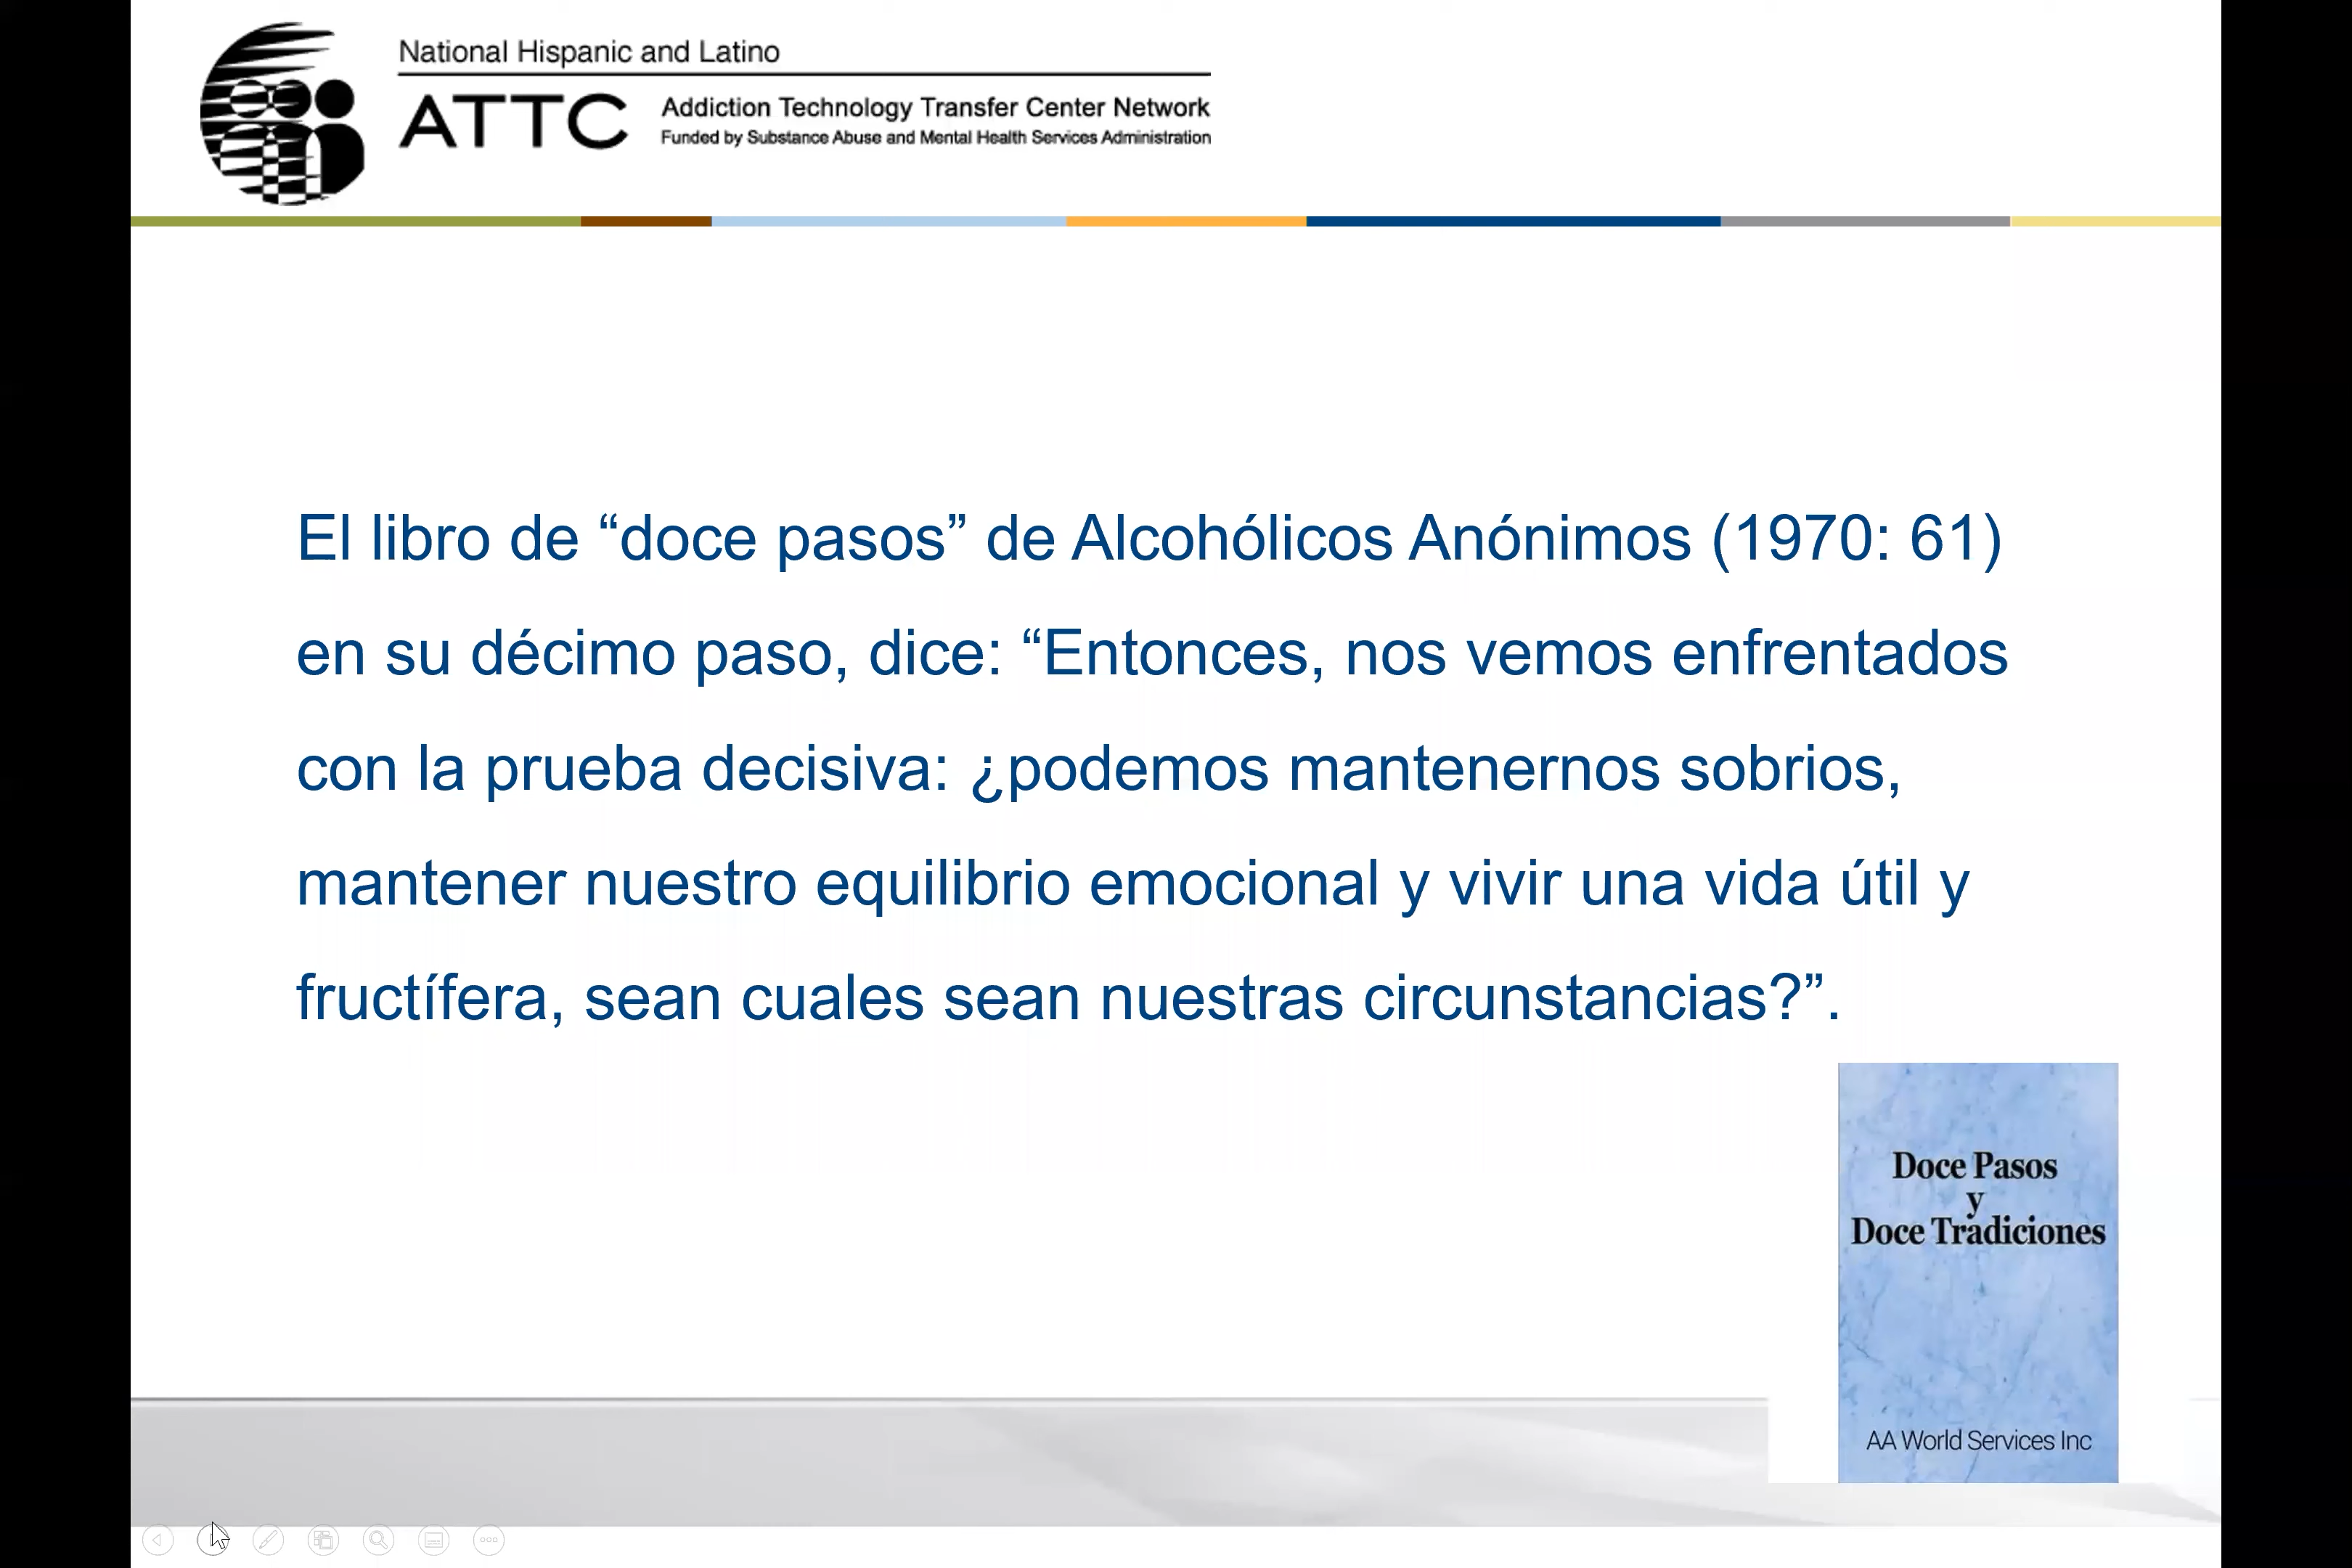 National Hispanic and Latino
ATTC
Addiction Technology Transfer Center Network
Funded by Substance Abuse and Mental Health Services Administration
El libro de “doce pasos” de Alcohólicos Anónimos (1970: 61)
en su décimo paso, dice: “Entonces, nos vemos enfrentados
con la prueba decisiva: ¿podemos mantenernos sobrios,
mantener nuestro equilibrio emocional y vivir una vida útil y
fructífera, sean cuales sean nuestras circunstancias?”.
Doce Pasos
y
Doce Tradiciones
AA World Services Inc